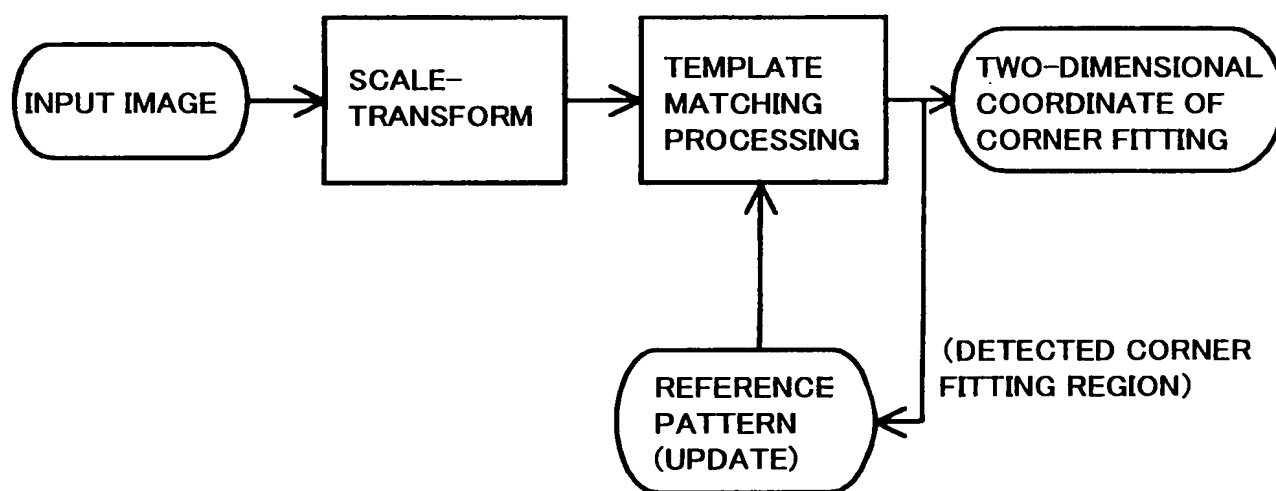 INPUT IMAGE
SCALE-
TRANSFORM
TEMPLATE
MATCHING
PROCESSING
TWO-DIMENSIONAL
COORDINATE OF
CORNER FITTING
(DETECTED CORNER
FITTING REGION)
REFERENCE
PATTERN
(UPDATE)